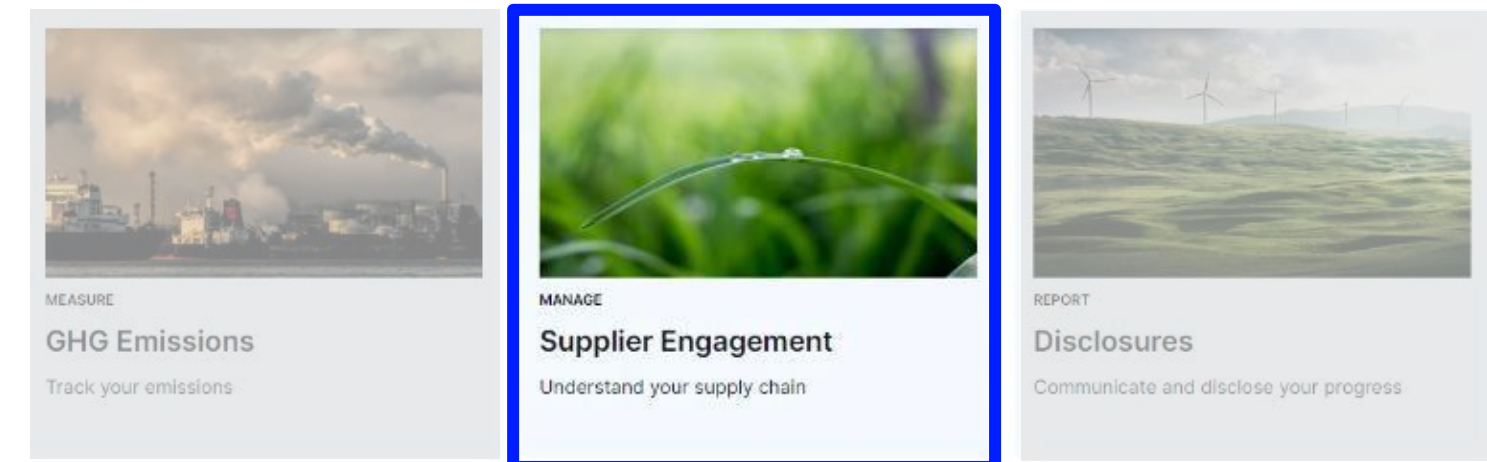 MEASURE
GHG Emissions
Track your emissions
MANAGE
Supplier Engagement
Understand your supply chain
REPORT
Disclosures
Communicate and disclose your progress